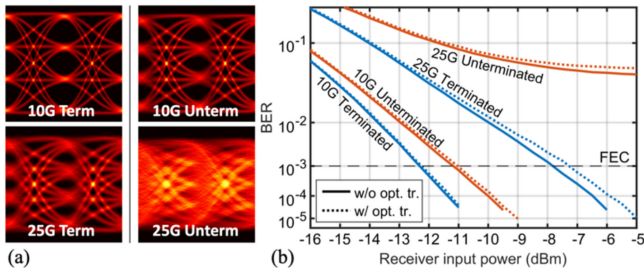 10G Term
10G Unterm
25G Term
25G Unterm
(a)
BER
10⁻¹
10⁻²
10⁻³
10⁻⁴
10⁻⁵
25G Unterminated
25G Terminated
10G Unterminated
10G Terminated
FEC
w/o opt. tr.
w/ opt. tr.
-16 -15 -14 -13 -12 -11 -10 -9 -8 -7 -6 -5
(b)
Receiver input power (dBm)